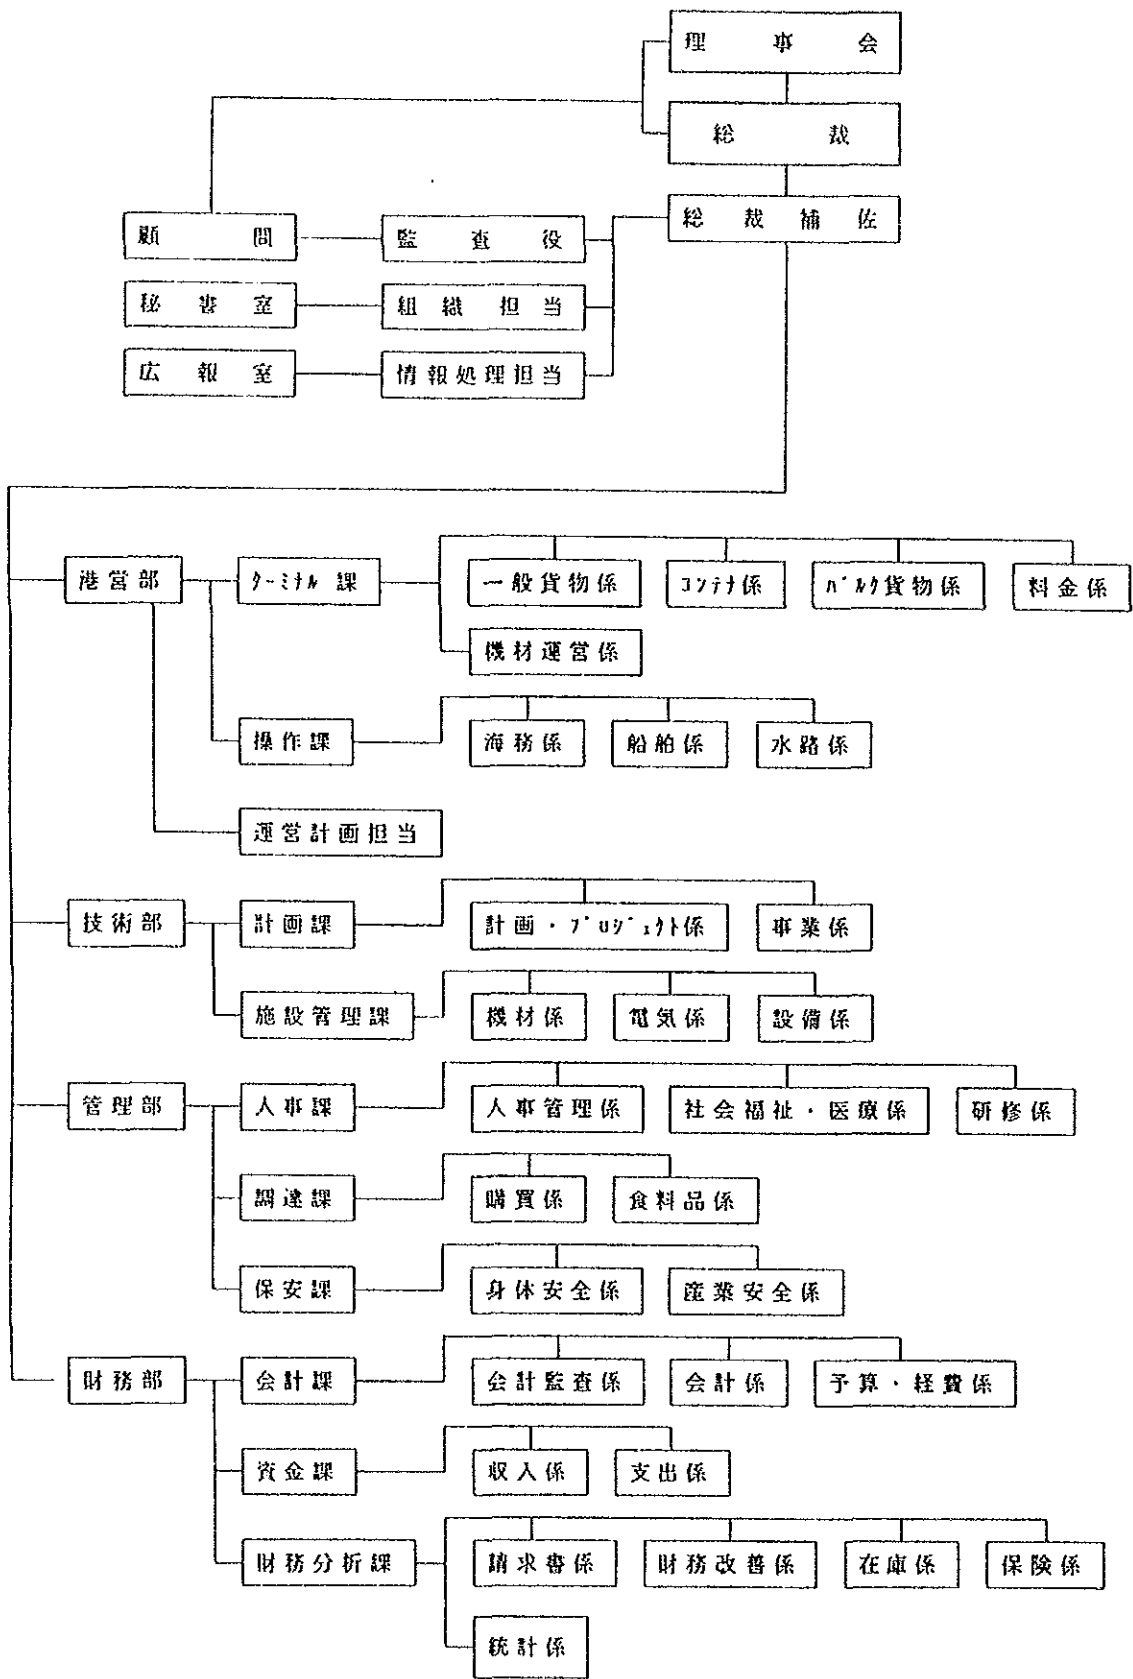 理事会
総裁
総裁補佐
顧問 監査役
秘書室 組織担当
広報室 情報処理担当
港営部 ターミナル課 一般貨物係 コンテナ係 バルク貨物係 料金係
機材運営係
操作課 海務係 船舶係 水路係
運営計画担当
技術部 計画課 計画・プロジェクト係 事業係
施設管理課 機材係 電気係 設備係
管理部 人事課 人事管理係 社会福祉・医療係 研修係
調達課 購買係 食料品係
保安課 身体安全係 産業安全係
財務部 会計課 会計監査係 会計係 予算・経費係
資金課 収入係 支出係
財務分析課 請求書係 財務改善係 在庫係 保険係
統計係